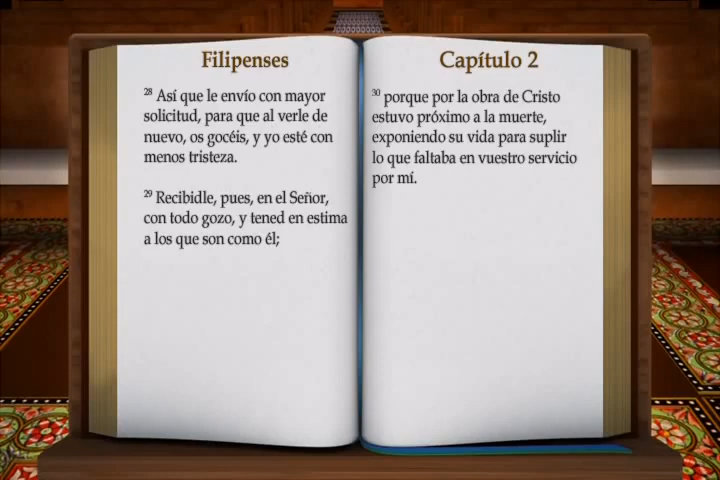 Filipenses
28 Así que le envío con mayor
solicitud, para que al verle de
nuevo, os gocéis, y yo esté con
menos tristeza.
29 Recibidle, pues, en el Señor,
con todo gozo, y tened en estima
a los que son como él;
Capítulo 2
30 porque por la obra de Cristo
estuvo próximo a la muerte,
exponiendo su vida para suplir
lo que faltaba en vuestro servicio
por mí.